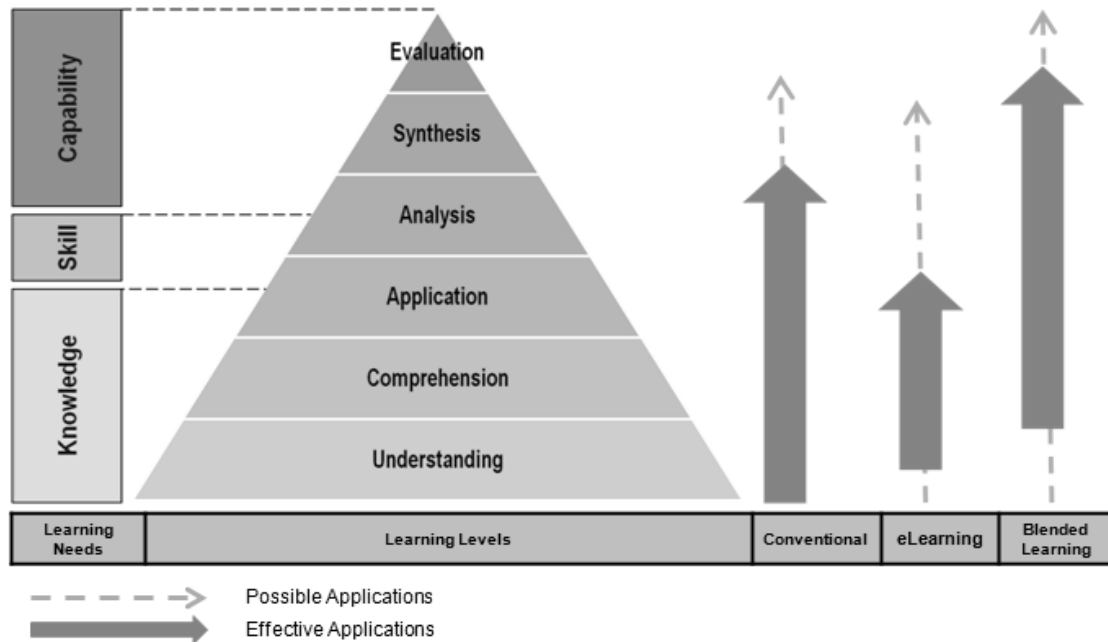 Capability
Skill
Knowledge
Evaluation
Synthesis
Analysis
Application
Comprehension
Understanding
Learning
Needs
Learning Levels
Conventional
eLearning
Blended
Learning
Possible Applications
Effective Applications